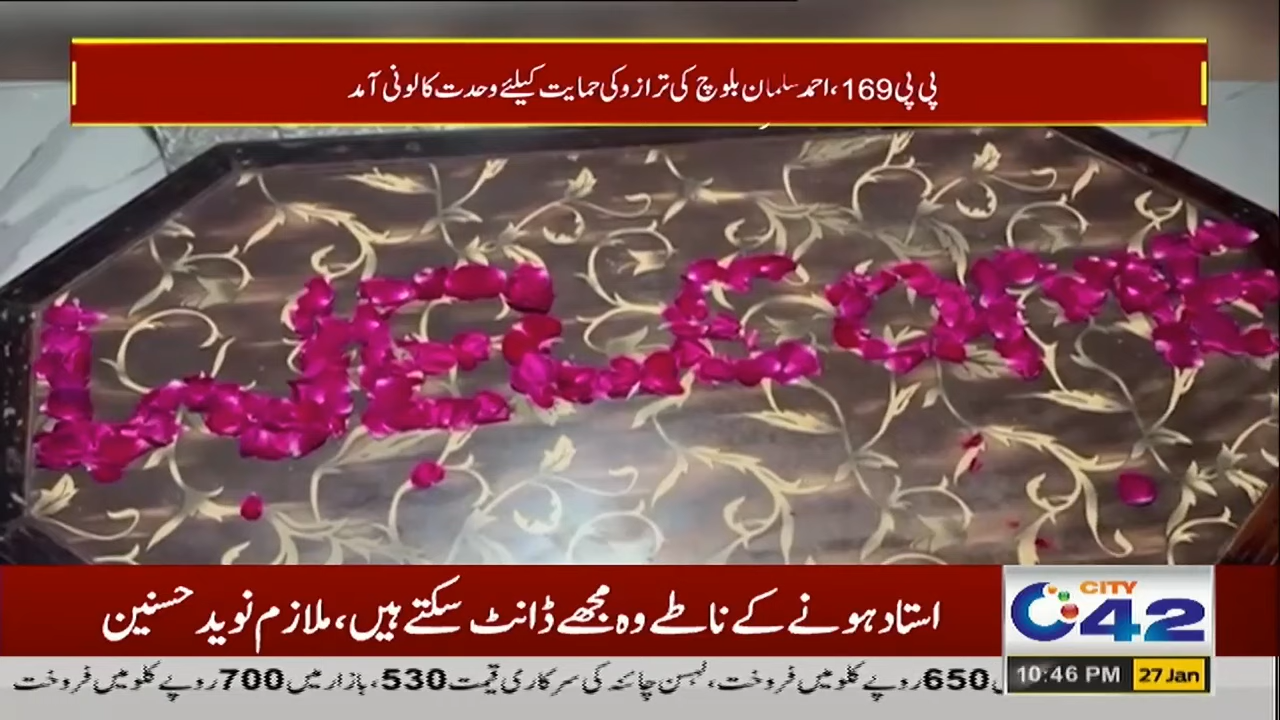 پی پی 169، احمد سلمان بلوچ کی ترازو کی حمایت کیلئے وحدت کالونی آمد
WELCOME
استاد ہونے کے ناطے وہ مجھے ڈانٹ سکتے ہیں، ملازم نوید حسنین
CITY
42
650 روپے کلو میں فروخت، لہسن چائنہ کی سرکاری قیمت 530، بازار میں 700 روپے کلو میں فروخت
10:46 PM 27 Jan